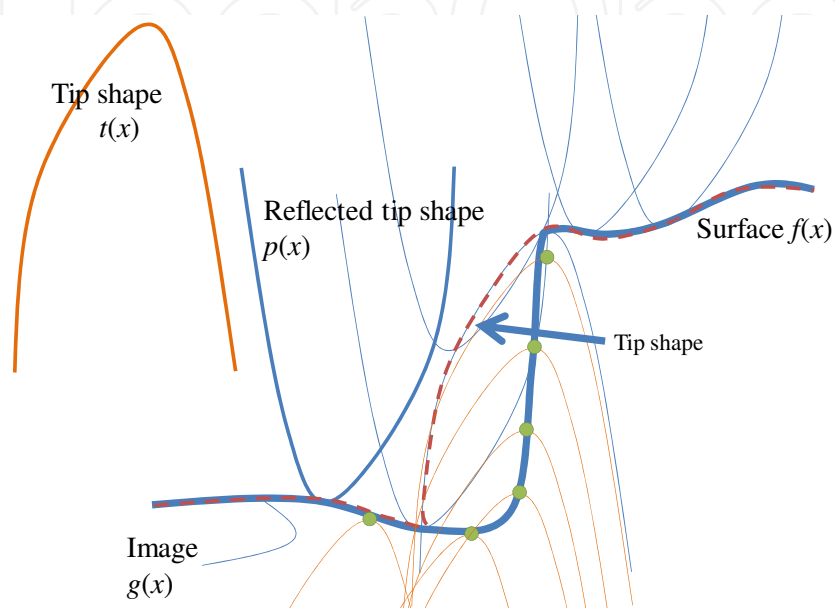 Tip shape
t(x)
Reflected tip shape
p(x)
Surface f(x)
Tip shape
Image
g(x)